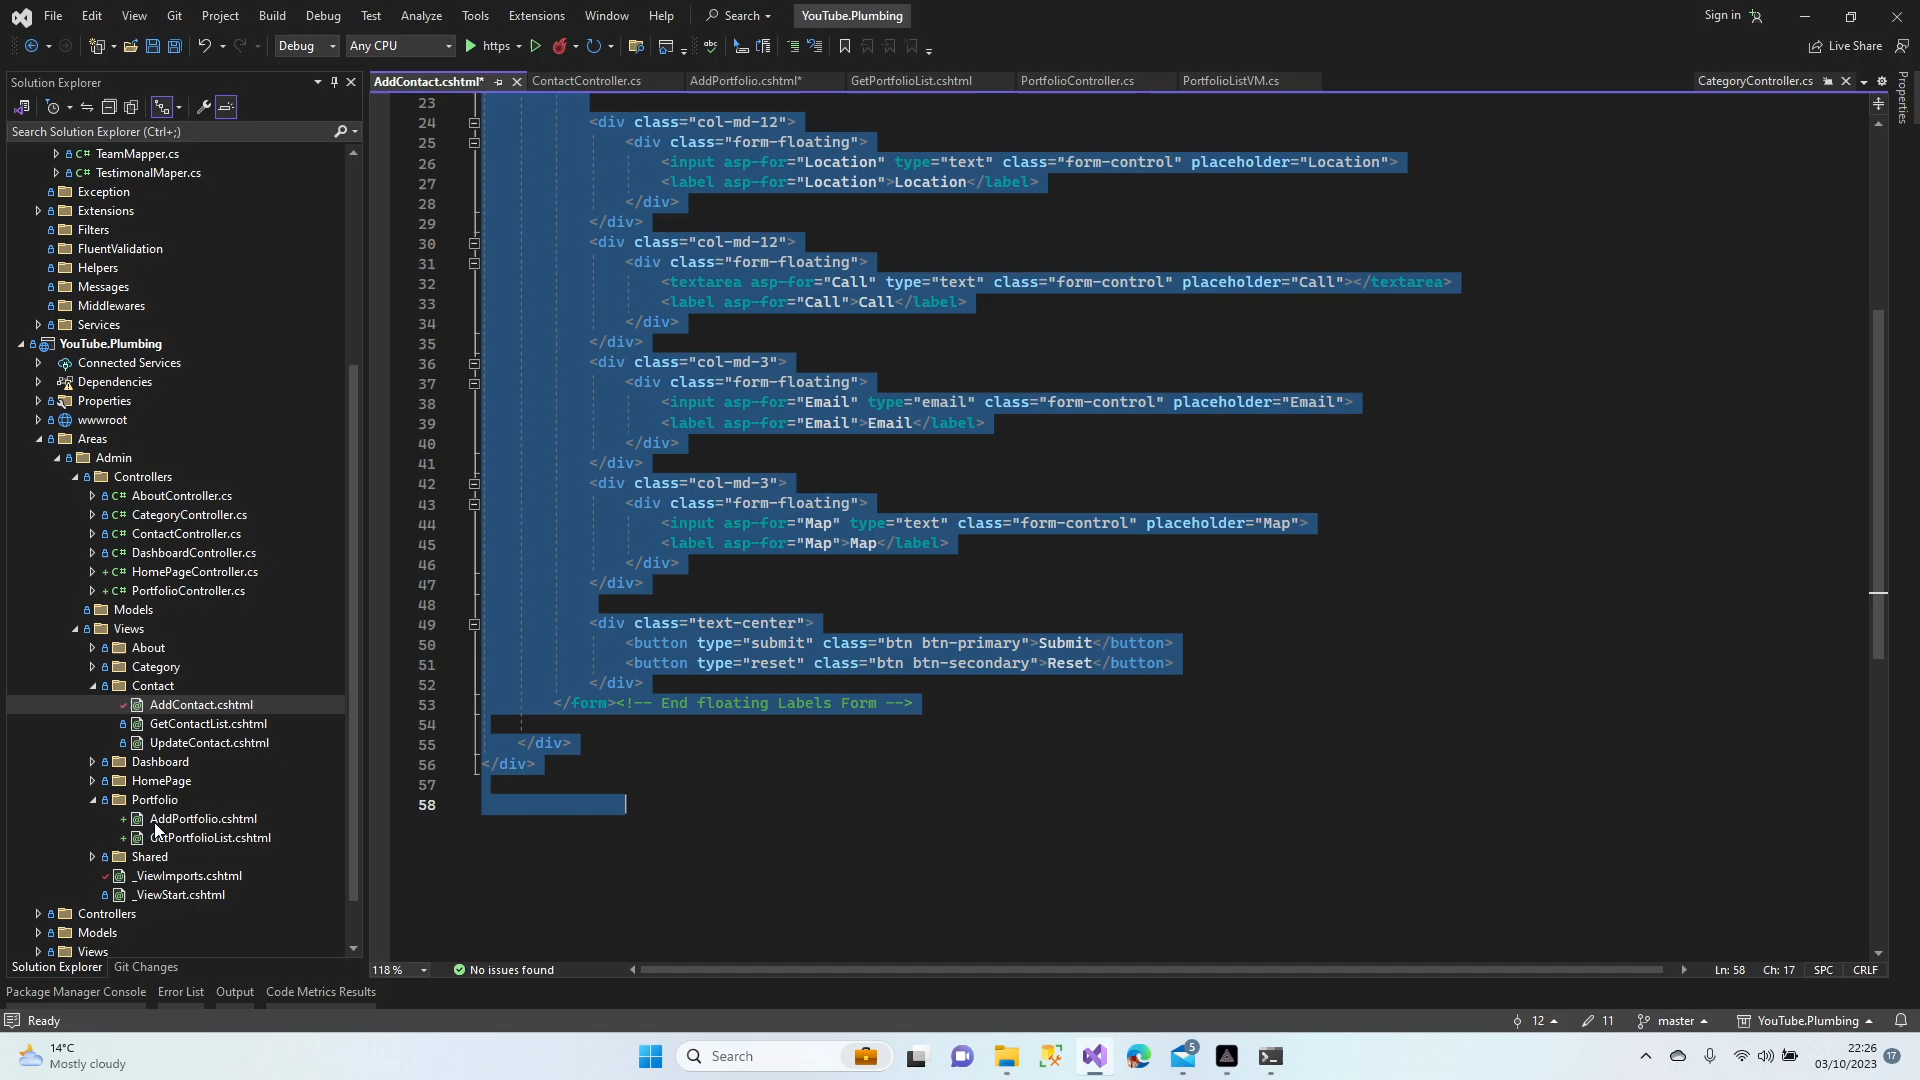 File Edit View Git Project Build Debug Test Analyze Tools Extensions Window Help Search YouTube.Plumbing Sign in
Debug Any CPU https Live Share
Solution Explorer
AddContact.cshtml* ContactController.cs AddPortfolio.cshtml* GetPortfolioList.cshtml PortfolioController.cs PortfolioListVM.cs CategoryController.cs
Properties
Search Solution Explorer (Ctrl+;)
C# TeamMapper.cs
C# TestimonalMaper.cs
Exception
Extensions
Filters
FluentValidation
Helpers
Messages
Middlewares
Services
YouTube.Plumbing
Connected Services
Dependencies
Properties
wwwroot
Areas
Admin
Controllers
C# AboutController.cs
C# CategoryController.cs
C# ContactController.cs
C# DashboardController.cs
+ C# HomePageController.cs
+ C# PortfolioController.cs
Models
Views
About
Category
Contact
AddContact.cshtml
GetContactList.cshtml
UpdateContact.cshtml
Dashboard
HomePage
Portfolio
+ AddPortfolio.cshtml
+ GetPortfolioList.cshtml
Shared
_ViewImports.cshtml
_ViewStart.cshtml
Controllers
Models
Views
Solution Explorer Git Changes
23
24 <div class="col-md-12">
25 <div class="form-floating">
26 <input asp-for="Location" type="text" class="form-control" placeholder="Location">
27 <label asp-for="Location">Location</label>
28 </div>
29 </div>
30 <div class="col-md-12">
31 <div class="form-floating">
32 <textarea asp-for="Call" type="text" class="form-control" placeholder="Call"></textarea>
33 <label asp-for="Call">Call</label>
34 </div>
35 </div>
36 <div class="col-md-3">
37 <div class="form-floating">
38 <input asp-for="Email" type="email" class="form-control" placeholder="Email">
39 <label asp-for="Email">Email</label>
40 </div>
41 </div>
42 <div class="col-md-3">
43 <div class="form-floating">
44 <input asp-for="Map" type="text" class="form-control" placeholder="Map">
45 <label asp-for="Map">Map</label>
46 </div>
47 </div>
48
49 <div class="text-center">
50 <button type="submit" class="btn btn-primary">Submit</button>
51 <button type="reset" class="btn btn-secondary">Reset</button>
52 </div>
53 </form><!-- End floating Labels Form -->
54
55 </div>
56 </div>
57
58
118 % No issues found Ln: 58 Ch: 17 SPC CRLF
Package Manager Console Error List Output Code Metrics Results
Ready 12 11 master YouTube.Plumbing
14°C
Mostly cloudy
Search
5
22:26
03/10/2023
17